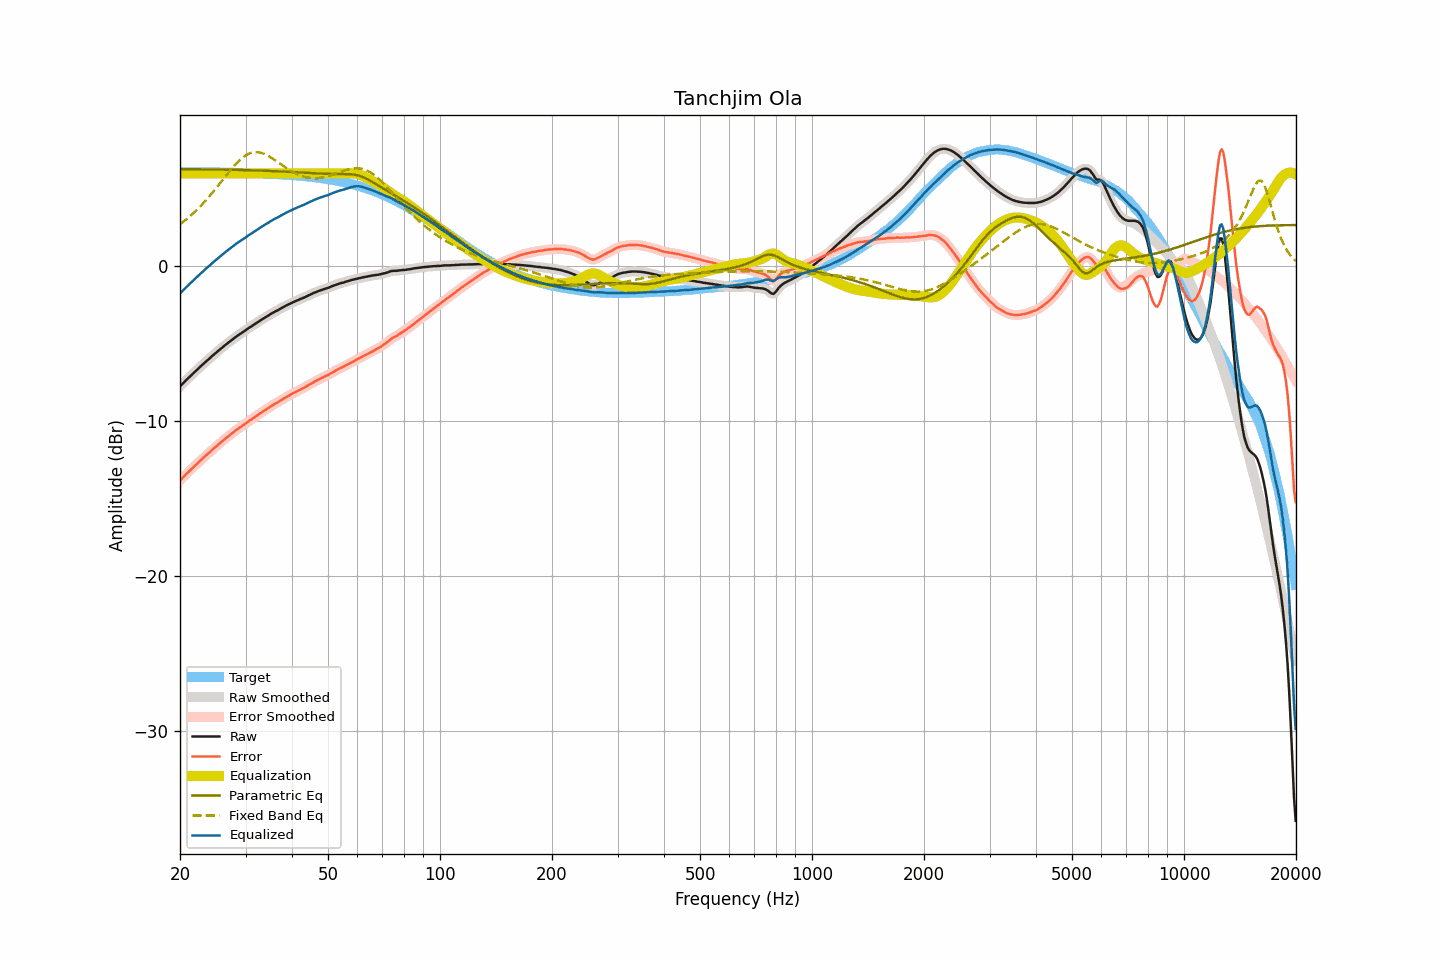 Tanchjim Ola
Amplitude (dBr)
0
−10
−20
−30
Target
Raw Smoothed
Error Smoothed
Raw
Error
Equalization
Parametric Eq
Fixed Band Eq
Equalized
20 50 100 200 500 1000 2000 5000 10000 20000
Frequency (Hz)